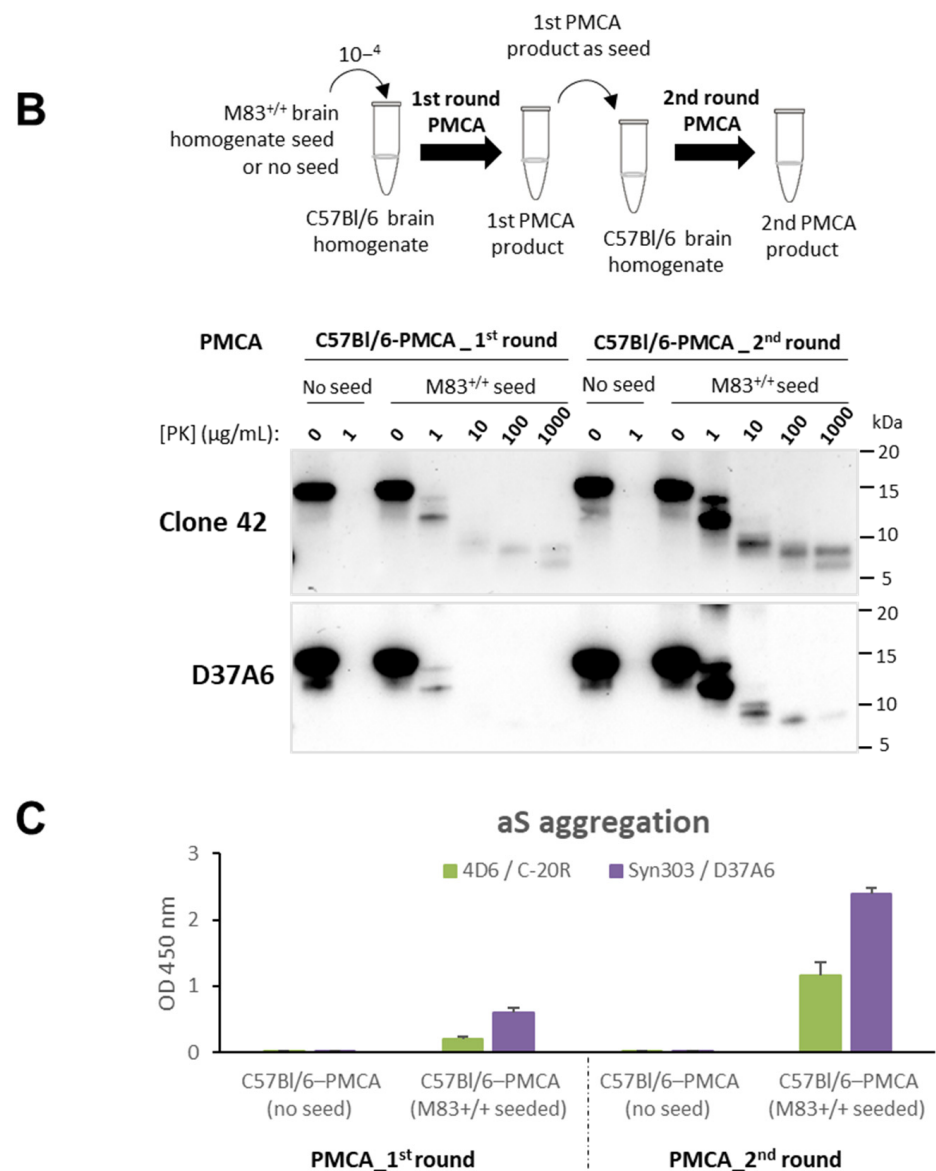 B
10–4
M83+/+ brain
homogenate seed
or no seed
C57Bl/6 brain
homogenate
1st round
PMCA
1st PMCA
product
1st PMCA
product as seed
C57Bl/6 brain
homogenate
2nd round
PMCA
2nd PMCA
product
PMCA C57Bl/6-PMCA _ 1st round C57Bl/6-PMCA _ 2nd round
No seed M83+/+ seed No seed M83+/+ seed
[PK] (µg/mL): 0 1 0 1 10 100 1000 0 1 0 1 10 100 1000 kDa
Clone 42
20
15
10
5
D37A6
20
15
10
5
C
aS aggregation
4D6 / C-20R Syn303 / D37A6
OD 450 nm
3
2
1
0
C57Bl/6–PMCA
(no seed)
C57Bl/6–PMCA
(M83+/+ seeded)
C57Bl/6–PMCA
(no seed)
C57Bl/6–PMCA
(M83+/+ seeded)
PMCA_1st round PMCA_2nd round